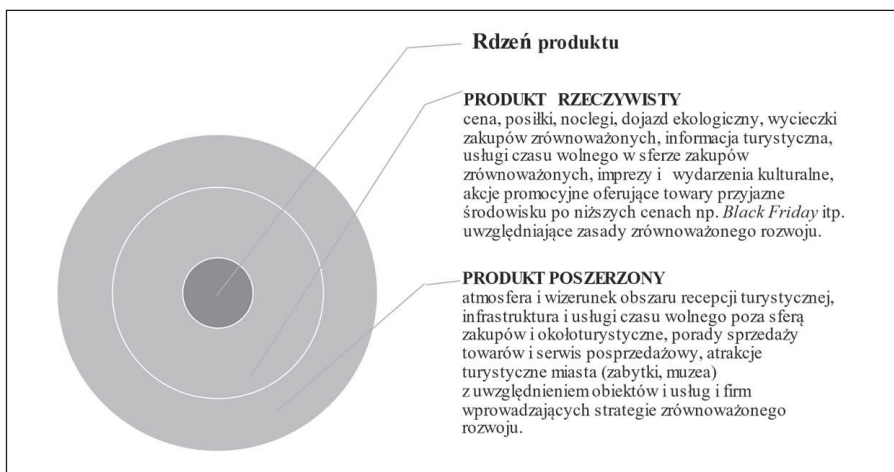 Rdzeń produktu
PRODUKT RZECZYWISTY
cena, posiłki, noclegi, dojazd ekologiczny, wycieczki
zakupów zrównoważonych, informacja turystyczna,
usługi czasu wolnego w sferze zakupów
zrównoważonych, imprezy i wydarzenia kulturalne,
akcje promocyjne oferujące towary przyjazne
środowisku po niższych cenach np. Black Friday itp.
uwzględniające zasady zrównoważonego rozwoju.
PRODUKT POSZERZONY
atmosfera i wizerunek obszaru recepcji turystycznej,
infrastruktura i usługi czasu wolnego poza sferą
zakupów i okołoturystyczne, porady sprzedaży
towarów i serwis posprzedażowy, atrakcje
turystyczne miasta (zabytki, muzea)
z uwzględnieniem obiektów i usług i firm
wprowadzających strategie zrównoważonego
rozwoju.